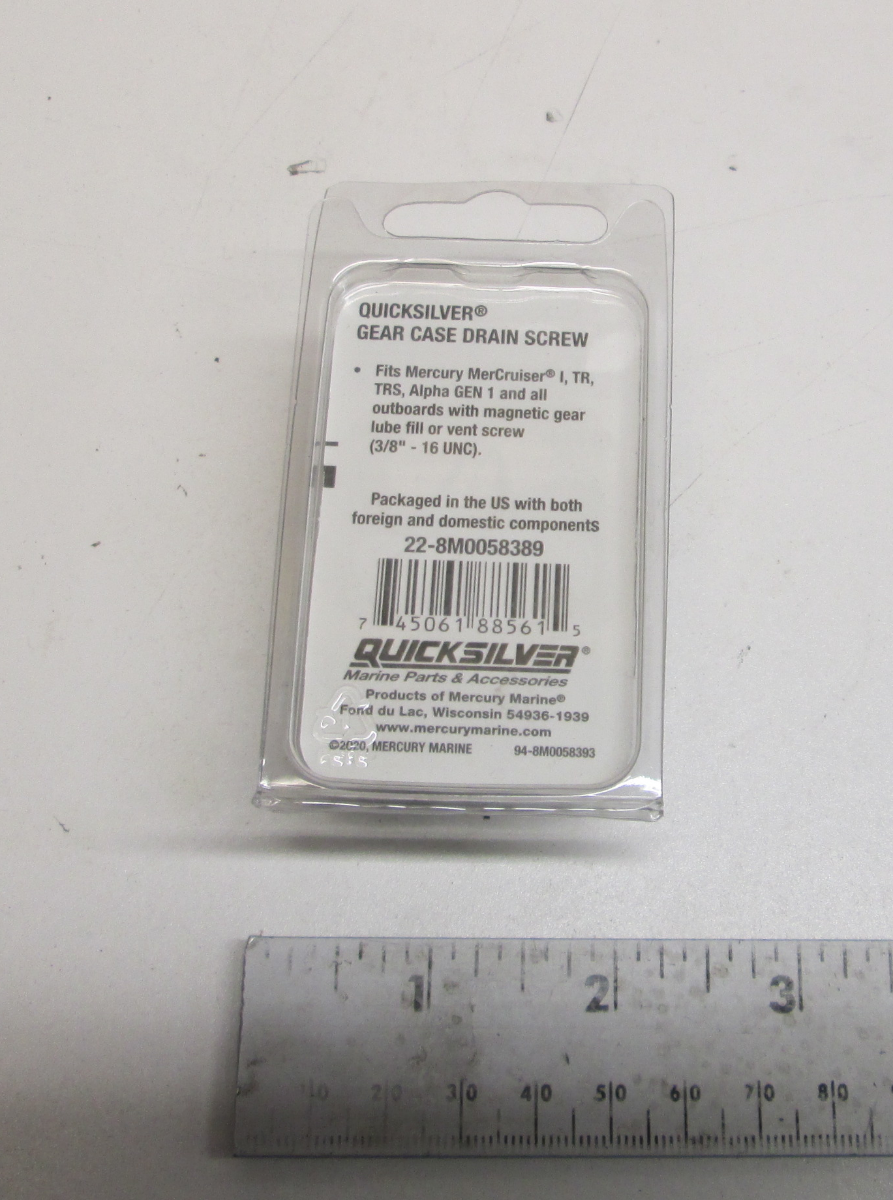 QUICKSILVER®
GEAR CASE DRAIN SCREW
• Fits Mercury MerCruiser® I, TR,
TRS, Alpha GEN 1 and all
outboards with magnetic gear
lube fill or vent screw
(3/8" - 16 UNC).
Packaged in the US with both
foreign and domestic components
22-8M0058389
7 45061 88561 5
QUICKSILVER®
Marine Parts & Accessories
Products of Mercury Marine®
Fond du Lac, Wisconsin 54936-1939
www.mercurymarine.com
©2020, MERCURY MARINE 94-8M0058393
1 2 3
10 20 30 40 50 60 70 80